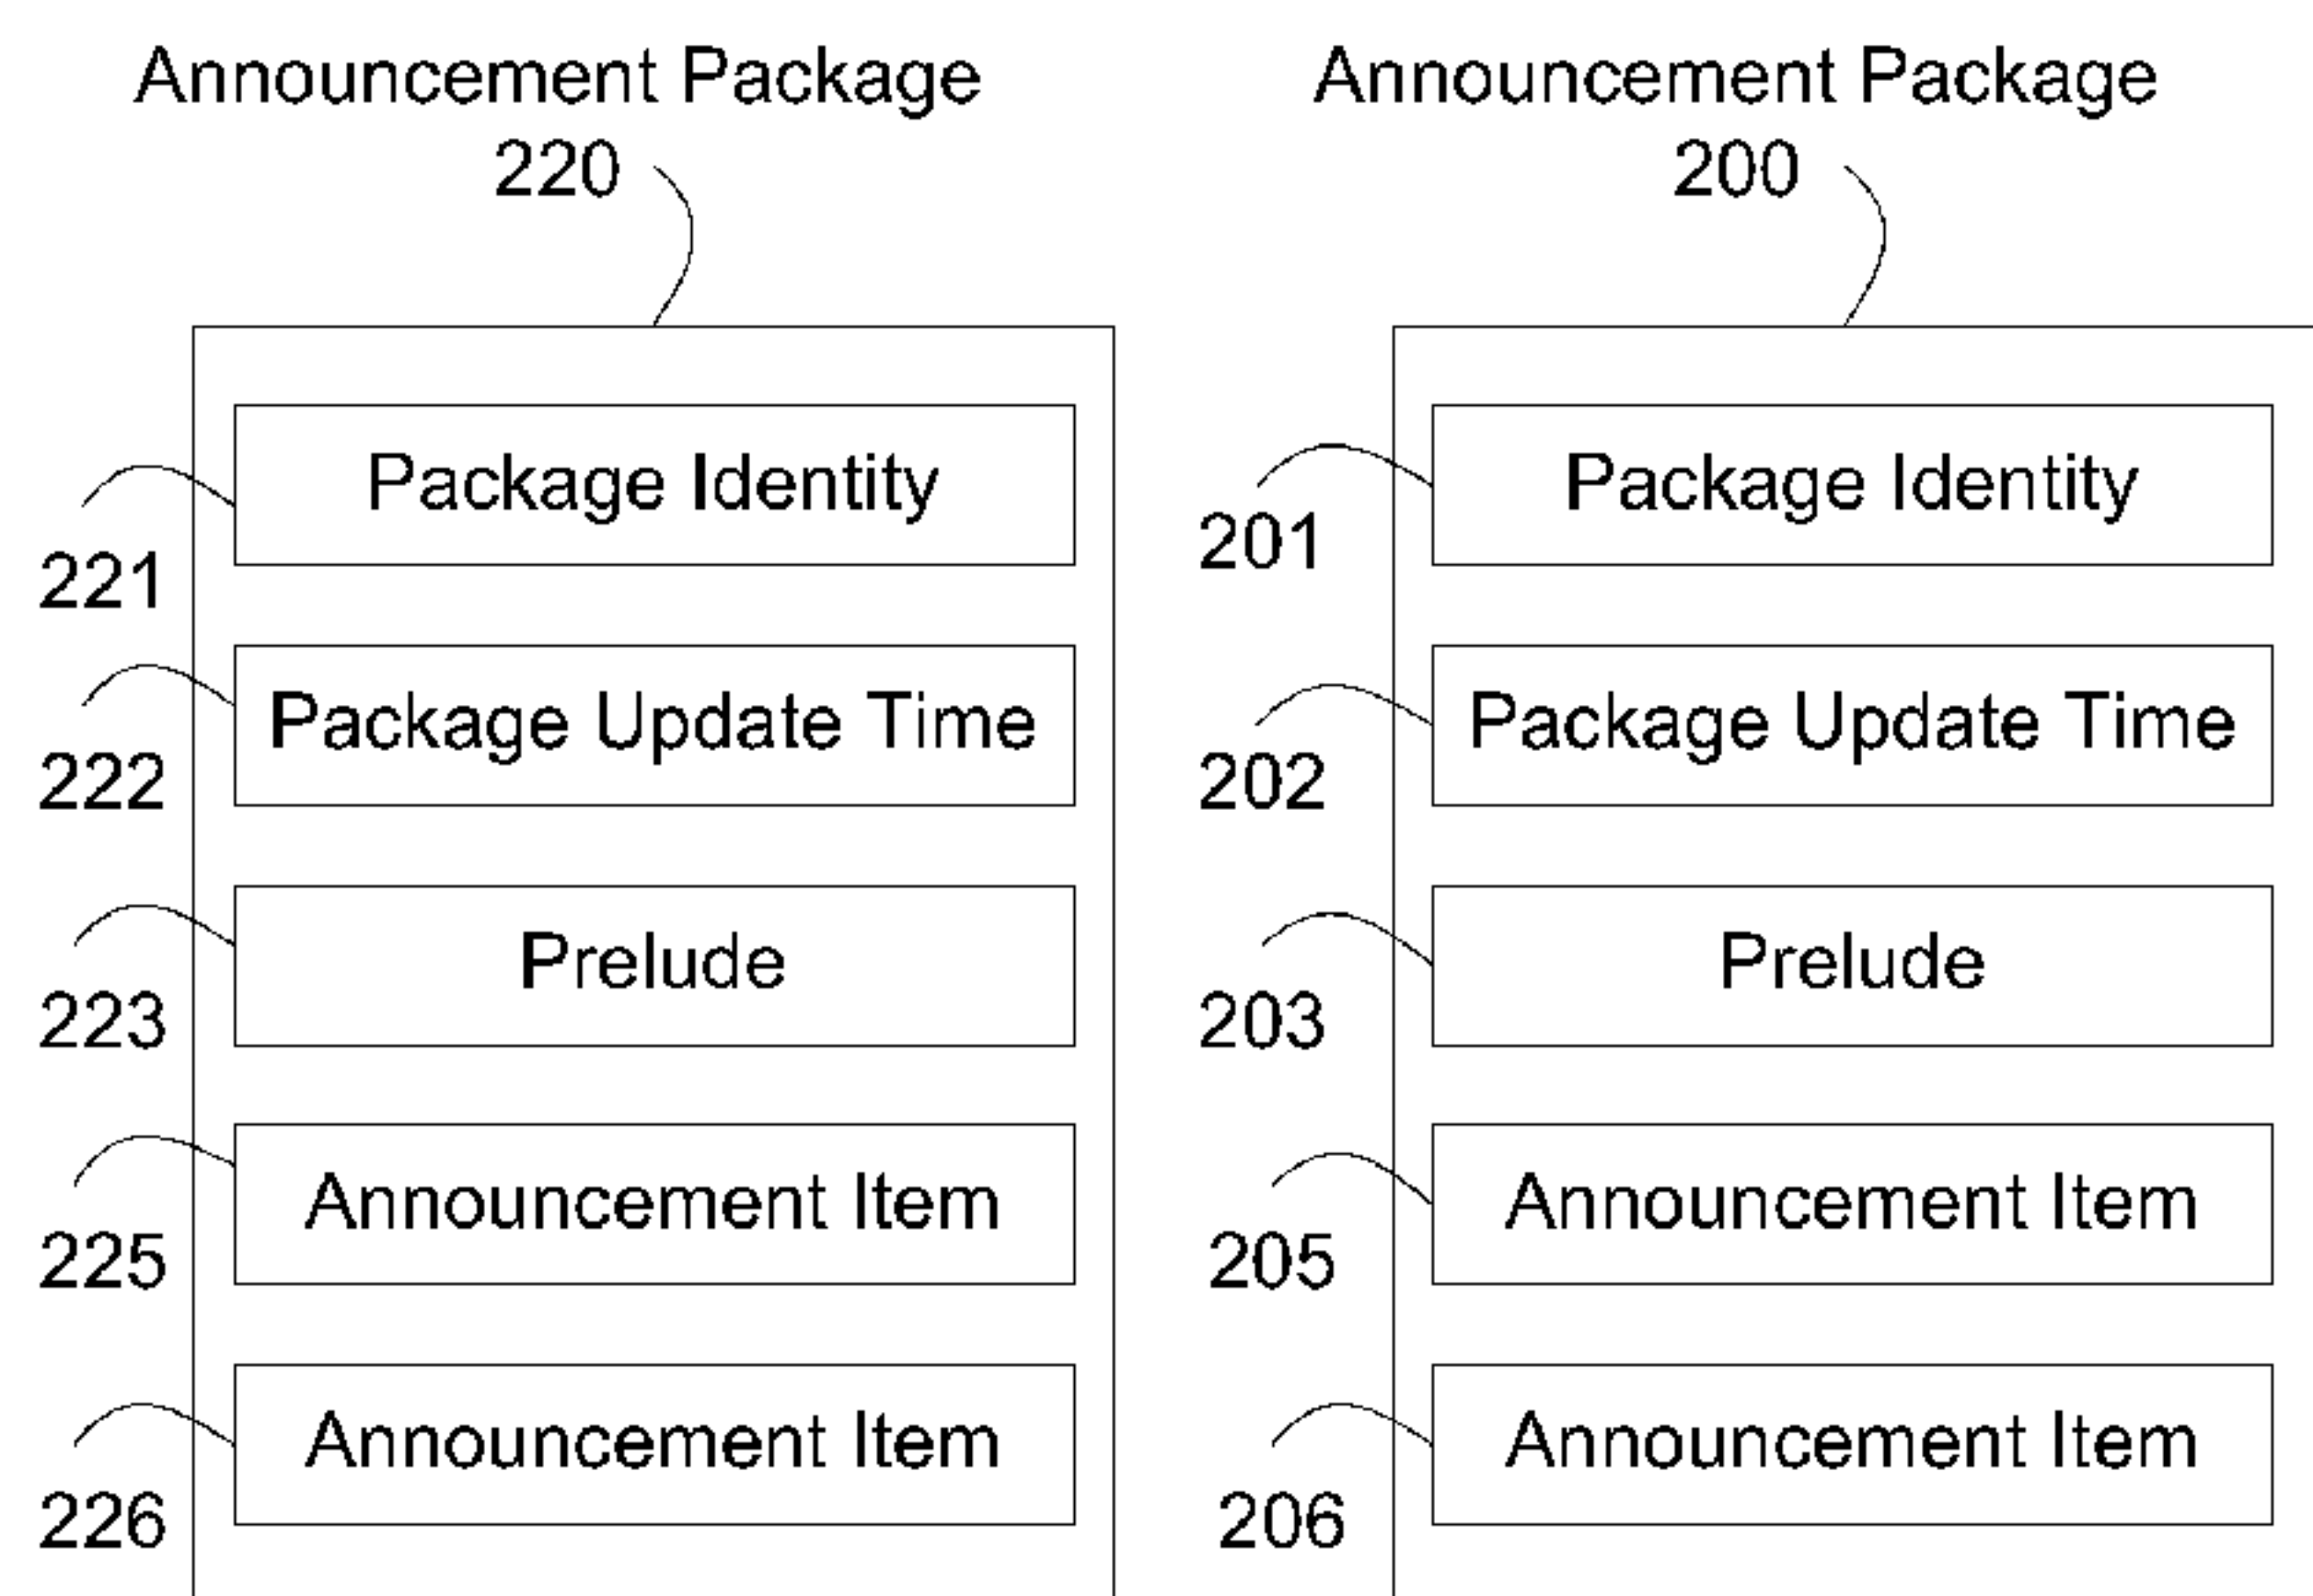 Announcement Package
220
Package Identity
221
Package Update Time
222
Prelude
223
Announcement Item
225
Announcement Item
226
Announcement Package
200
Package Identity
201
Package Update Time
202
Prelude
203
Announcement Item
205
Announcement Item
206